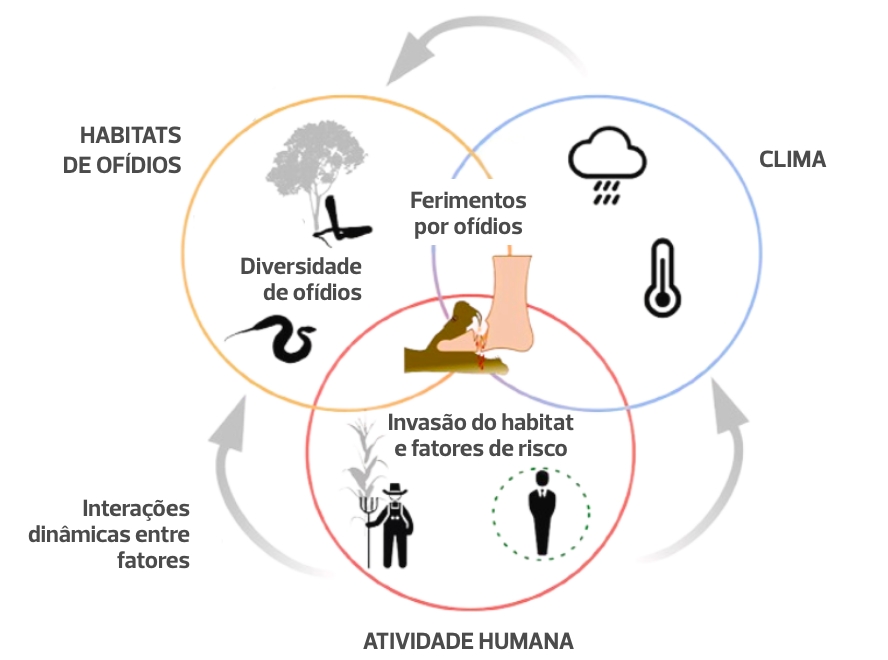 HABITATS
DE OFÍDIOS
CLIMA
Ferimentos
por ofídios
Diversidade
de ofídios
Invasão do habitat
e fatores de risco
Interações
dinâmicas entre
fatores
ATIVIDADE HUMANA